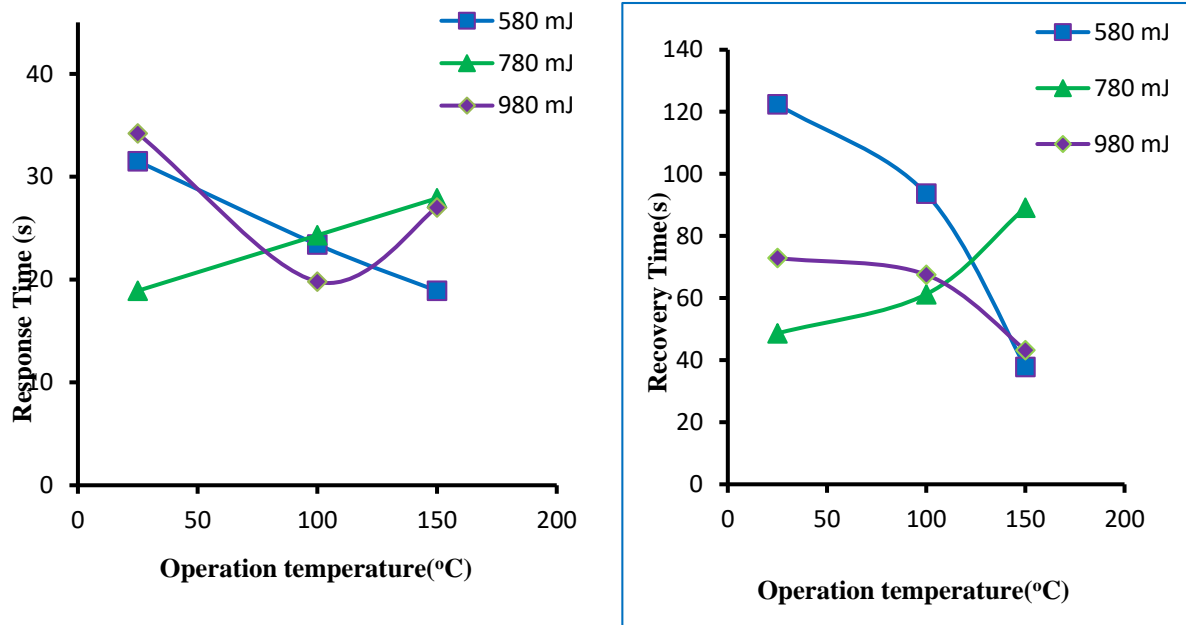 580 mJ
780 mJ
980 mJ
40
30
20
10
0
0 50 100 150 200
Response Time (s)
Operation temperature(°C)
580 mJ
780 mJ
980 mJ
140
120
100
80
60
40
20
0
0 50 100 150 200
Recovery Time(s)
Operation temperature(°C)